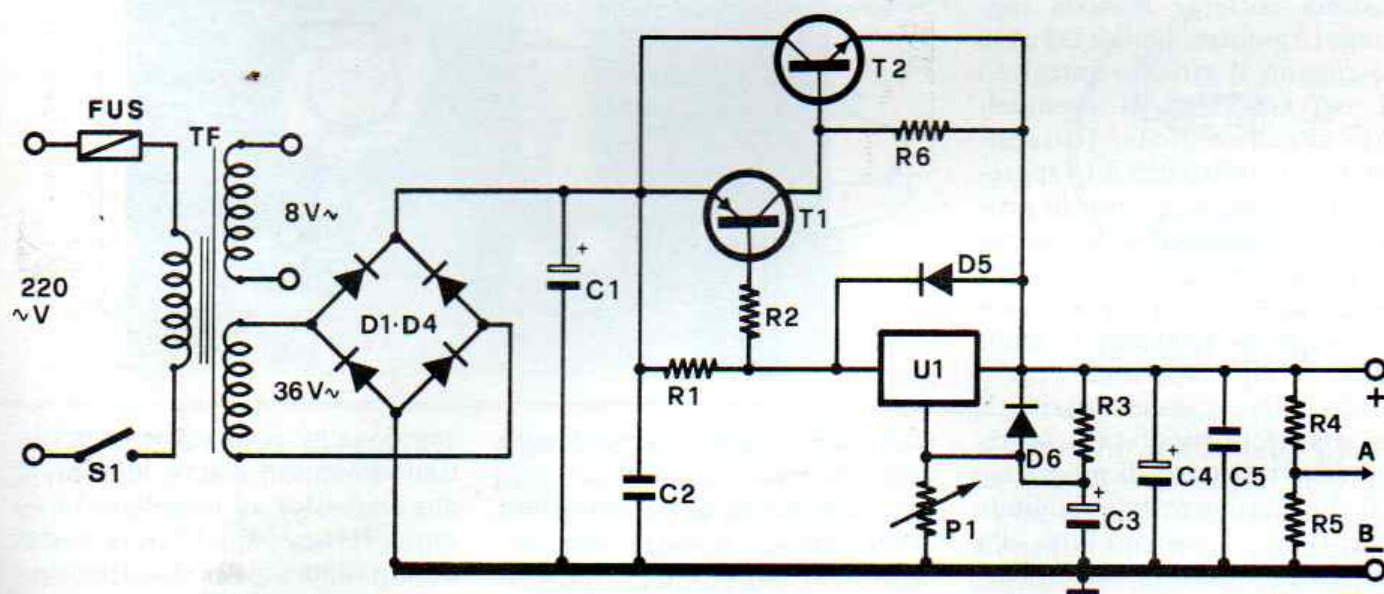 FUS
TF
8V~
220
~V
36V~
S1
D1·D4
+
C1
T2
R6
T1
R2
D5
R1
U1
C2
P1
D6
R3
+
C3
+
C4
C5
R4
R5
+
A
B
−